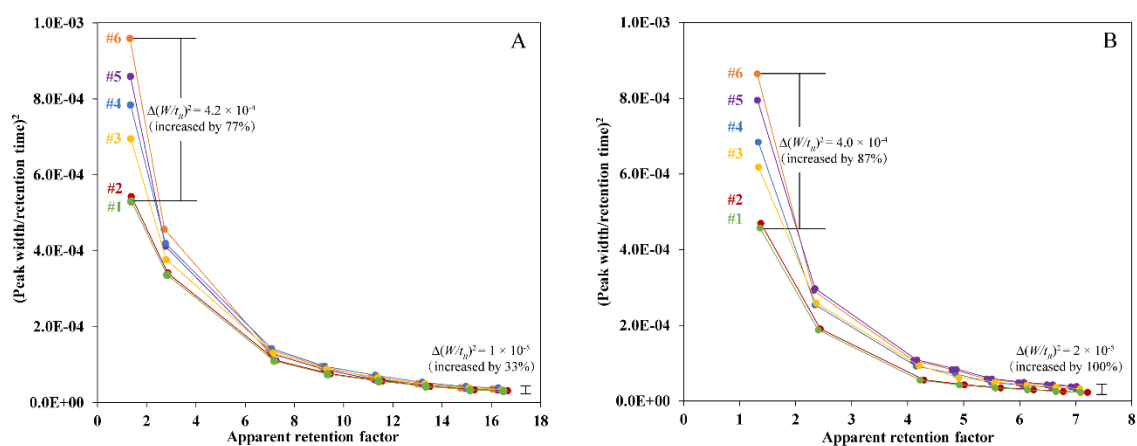 A
(Peak width/retention time)²
1.0E-03
8.0E-04
6.0E-04
4.0E-04
2.0E-04
0.0E+00
#6
#5
#4
#3
#2
#1
Δ(W/tR)² = 4.2 × 10⁻⁴
(increased by 77%)
Δ(W/tR)² = 1 × 10⁻⁵
(increased by 33%)
0 2 4 6 8 10 12 14 16 18
Apparent retention factor
B
(Peak width/retention time)²
1.0E-03
8.0E-04
6.0E-04
4.0E-04
2.0E-04
0.0E+00
#6
#5
#4
#3
#2
#1
Δ(W/tR)² = 4.0 × 10⁻⁴
(increased by 87%)
Δ(W/tR)² = 2 × 10⁻⁵
(increased by 100%)
0 1 2 3 4 5 6 7 8
Apparent retention factor